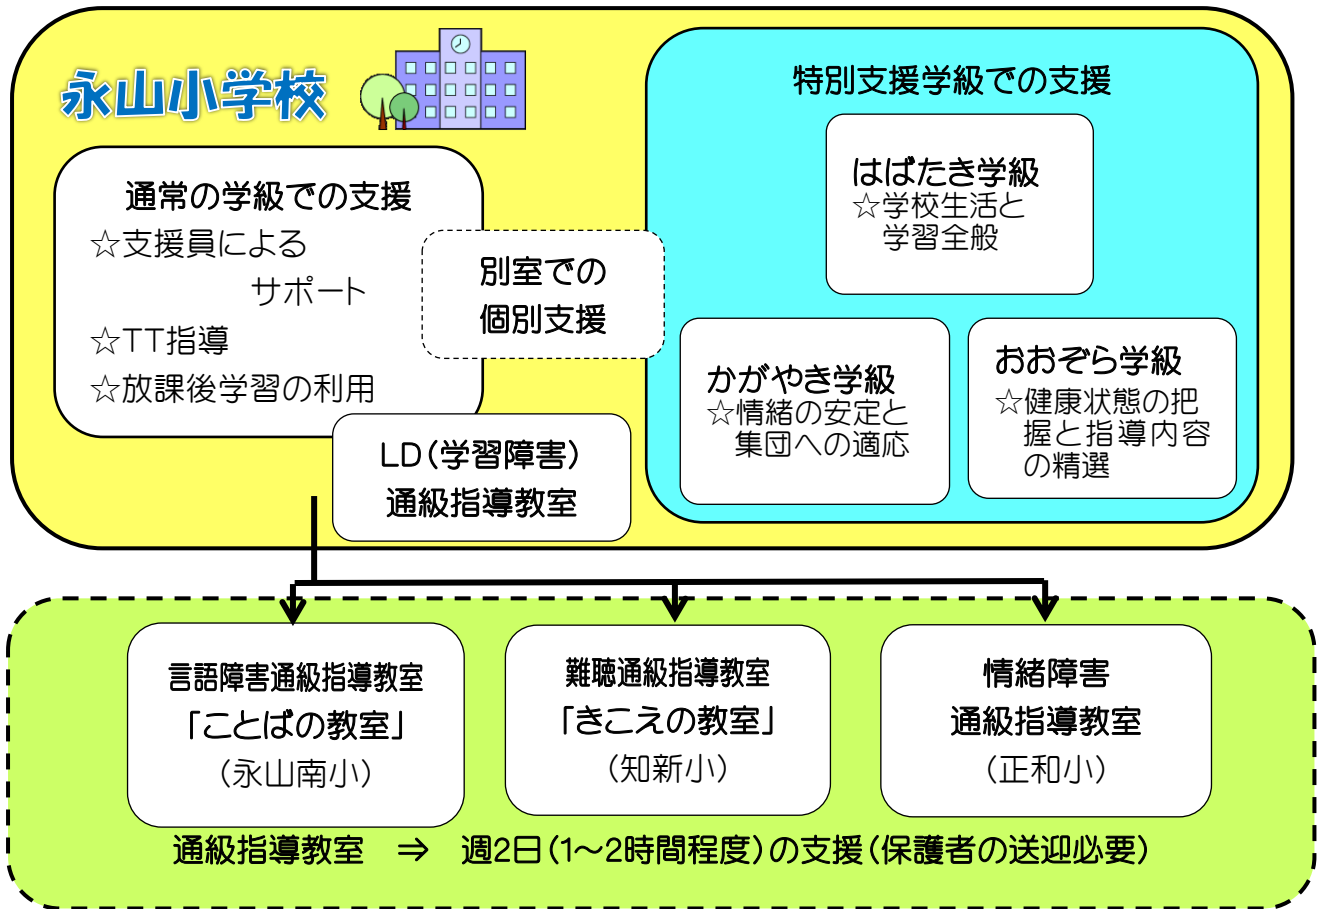 永山小学校
通常の学級での支援
☆支援員による
サポート
☆TT指導
☆放課後学習の利用
別室での
個別支援
LD(学習障害)
通級指導教室
特別支援学級での支援
はばたき学級
☆学校生活と
学習全般
かがやき学級
☆情緒の安定と
集団への適応
おおぞら学級
☆健康状態の把
握と指導内容
の精選
言語障害通級指導教室
「ことばの教室」
(永山南小)
難聴通級指導教室
「きこえの教室」
(知新小)
情緒障害
通級指導教室
(正和小)
通級指導教室 ⇒ 週2日(1~2時間程度)の支援(保護者の送迎必要)